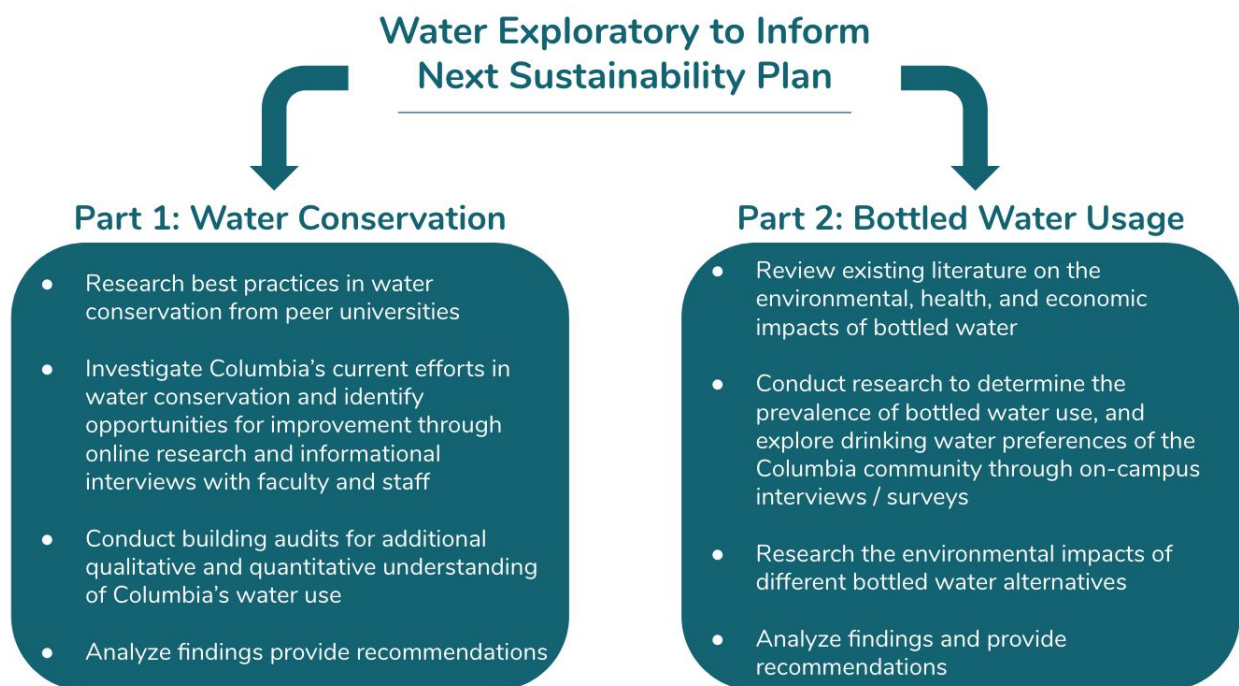 Water Exploratory to Inform
Next Sustainability Plan
Part 1: Water Conservation
● Research best practices in water
conservation from peer universities
● Investigate Columbia's current efforts in
water conservation and identify
opportunities for improvement through
online research and informational
interviews with faculty and staff
● Conduct building audits for additional
qualitative and quantitative understanding
of Columbia's water use
● Analyze findings provide recommendations
Part 2: Bottled Water Usage
● Review existing literature on the
environmental, health, and economic
impacts of bottled water
● Conduct research to determine the
prevalence of bottled water use, and
explore drinking water preferences of the
Columbia community through on-campus
interviews / surveys
● Research the environmental impacts of
different bottled water alternatives
● Analyze findings and provide
recommendations